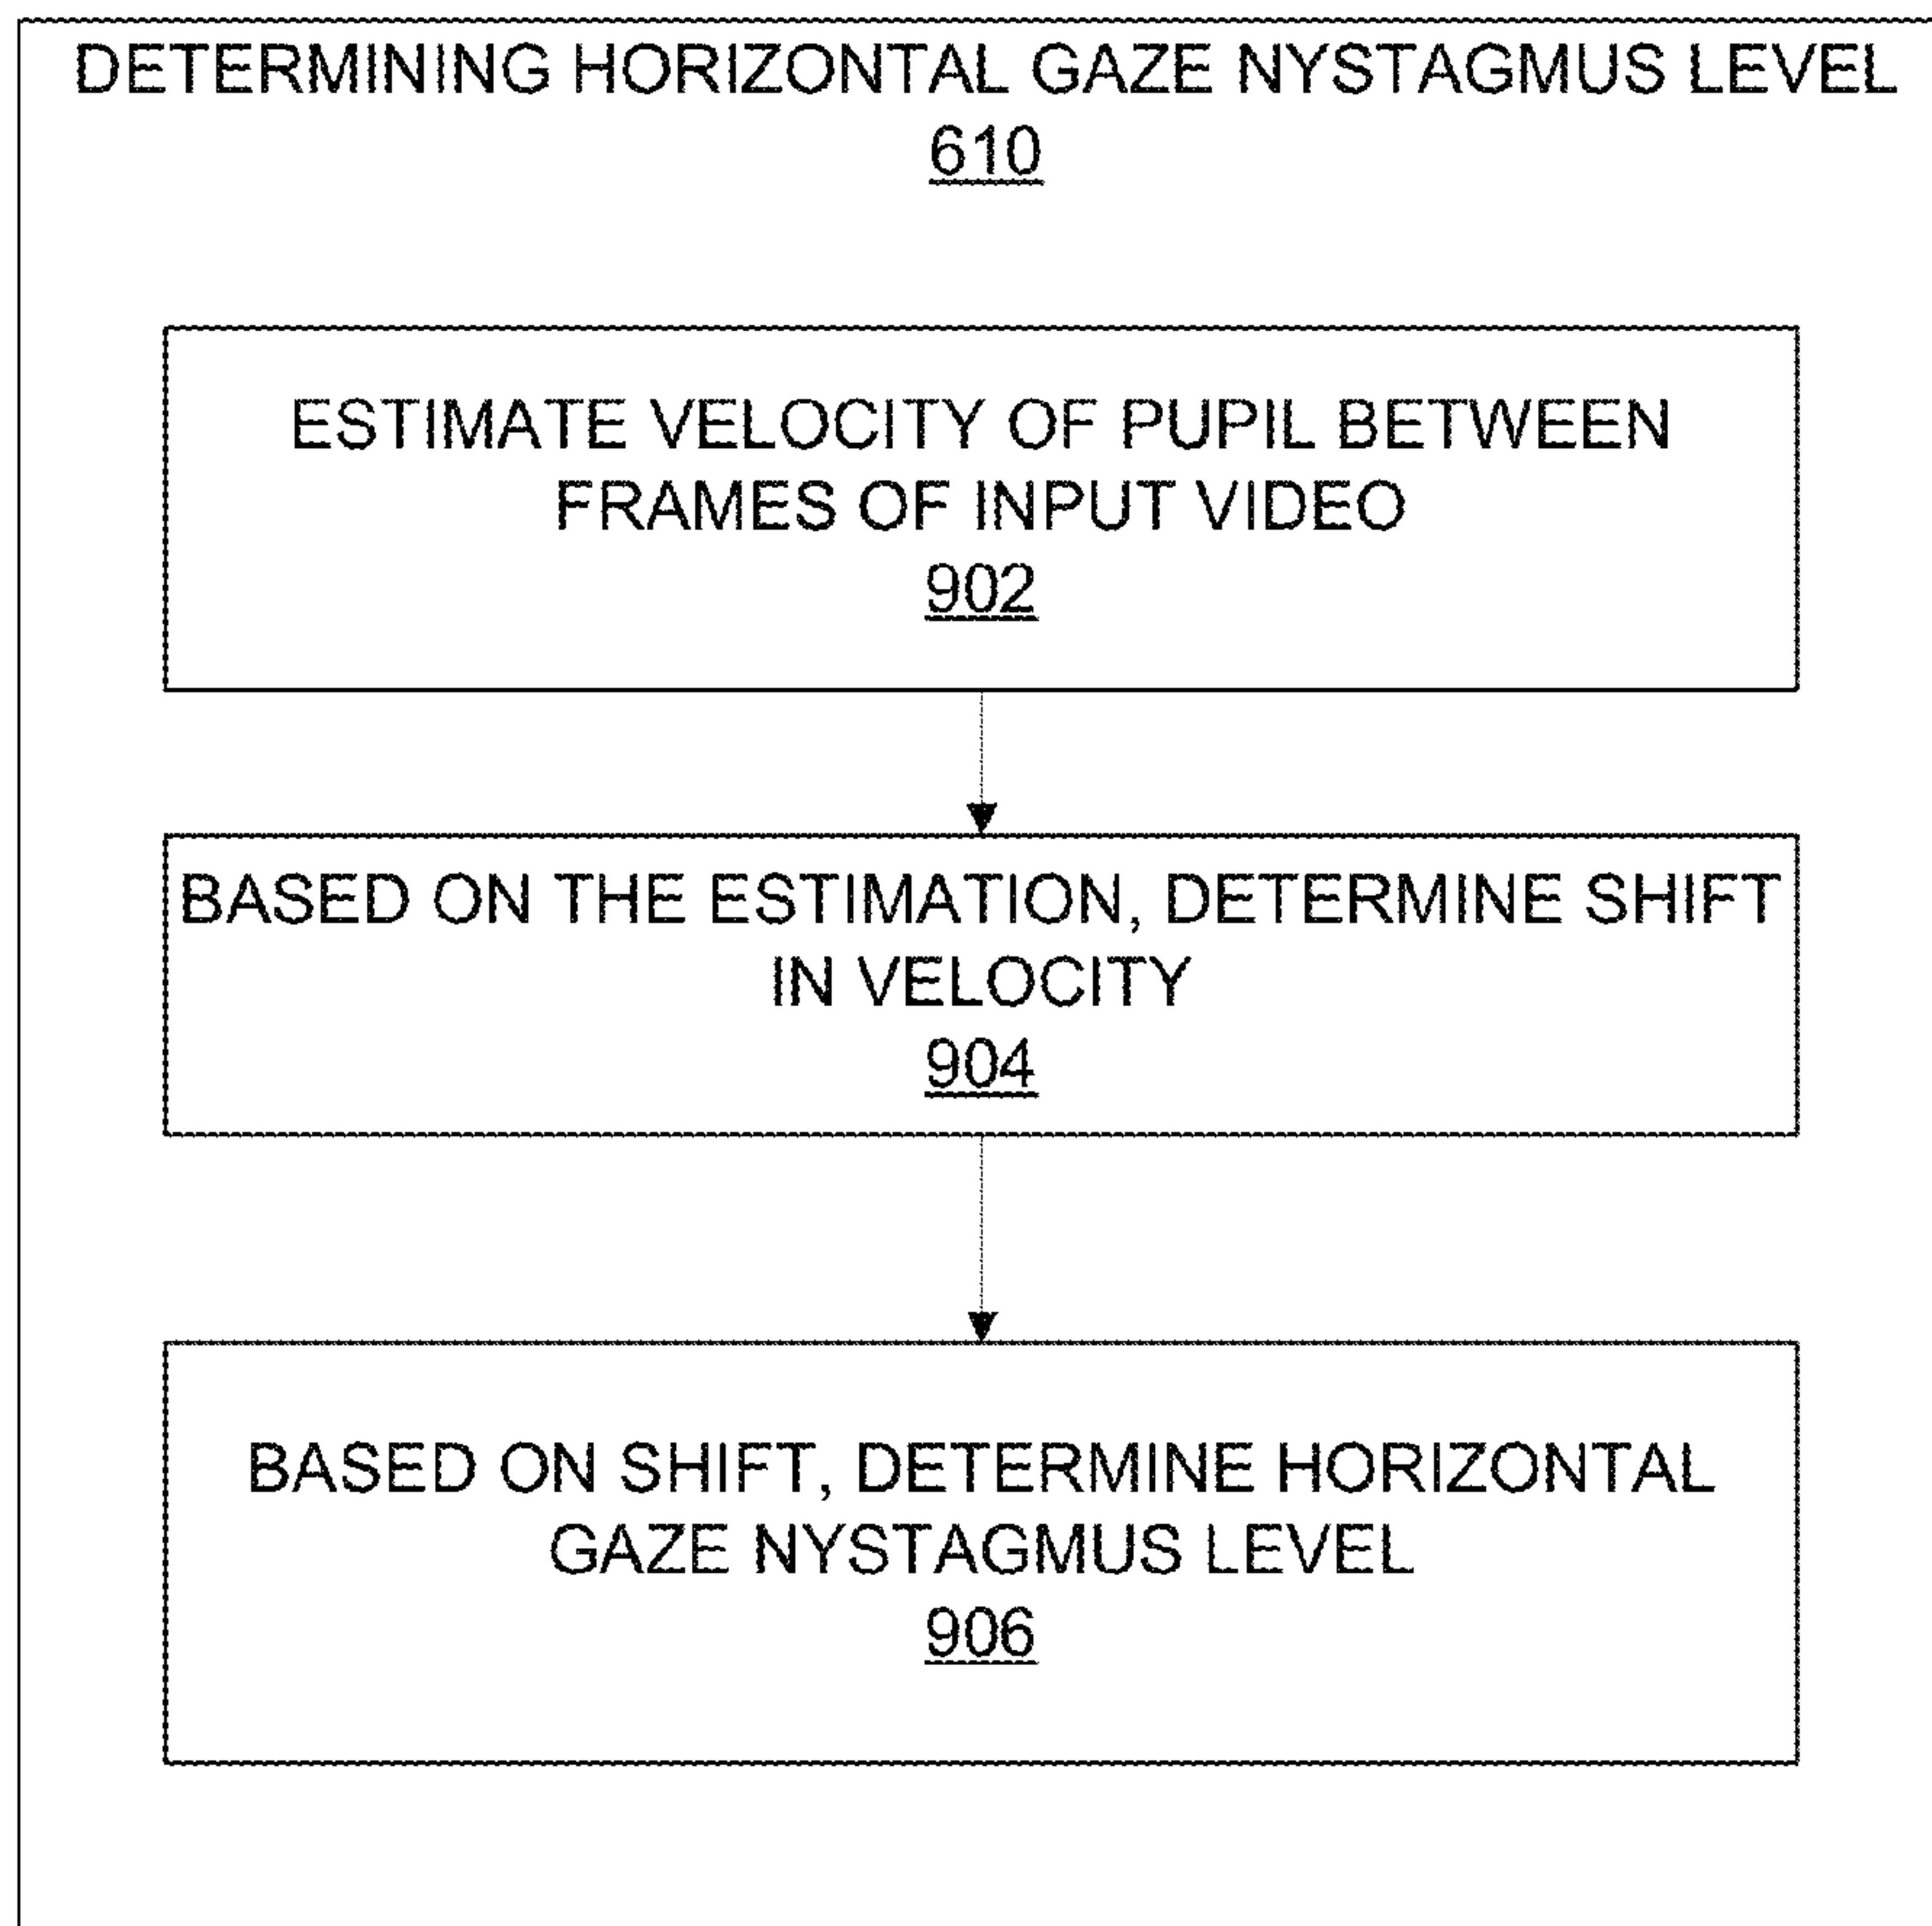 DETERMINING HORIZONTAL GAZE NYSTAGMUS LEVEL
610
ESTIMATE VELOCITY OF PUPIL BETWEEN
FRAMES OF INPUT VIDEO
902
BASED ON THE ESTIMATION, DETERMINE SHIFT
IN VELOCITY
904
BASED ON SHIFT, DETERMINE HORIZONTAL
GAZE NYSTAGMUS LEVEL
906